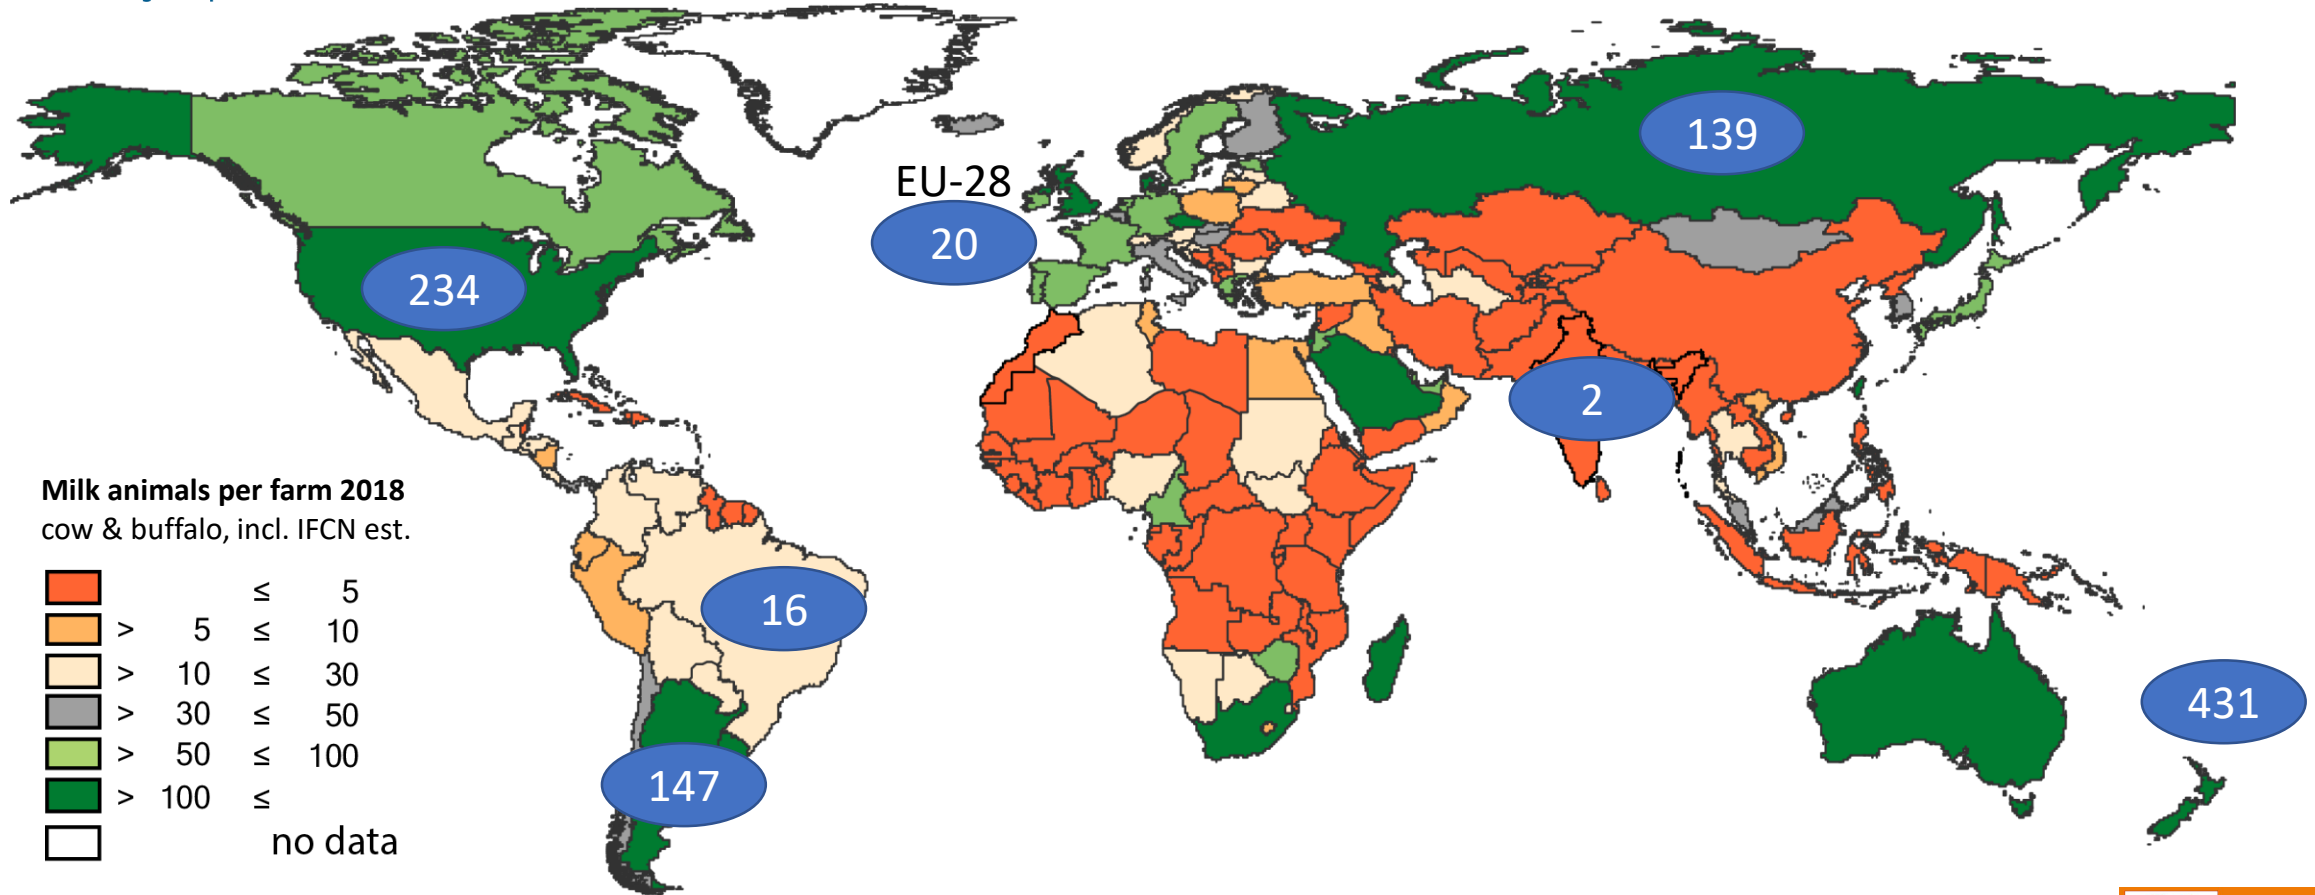 EU-28
139
20
234
2
16
431
147
Milk animals per farm 2018
cow & buffalo, incl. IFCN est.
≤ 5
> 5 ≤ 10
> 10 ≤ 30
> 30 ≤ 50
> 50 ≤ 100
> 100 ≤
no data